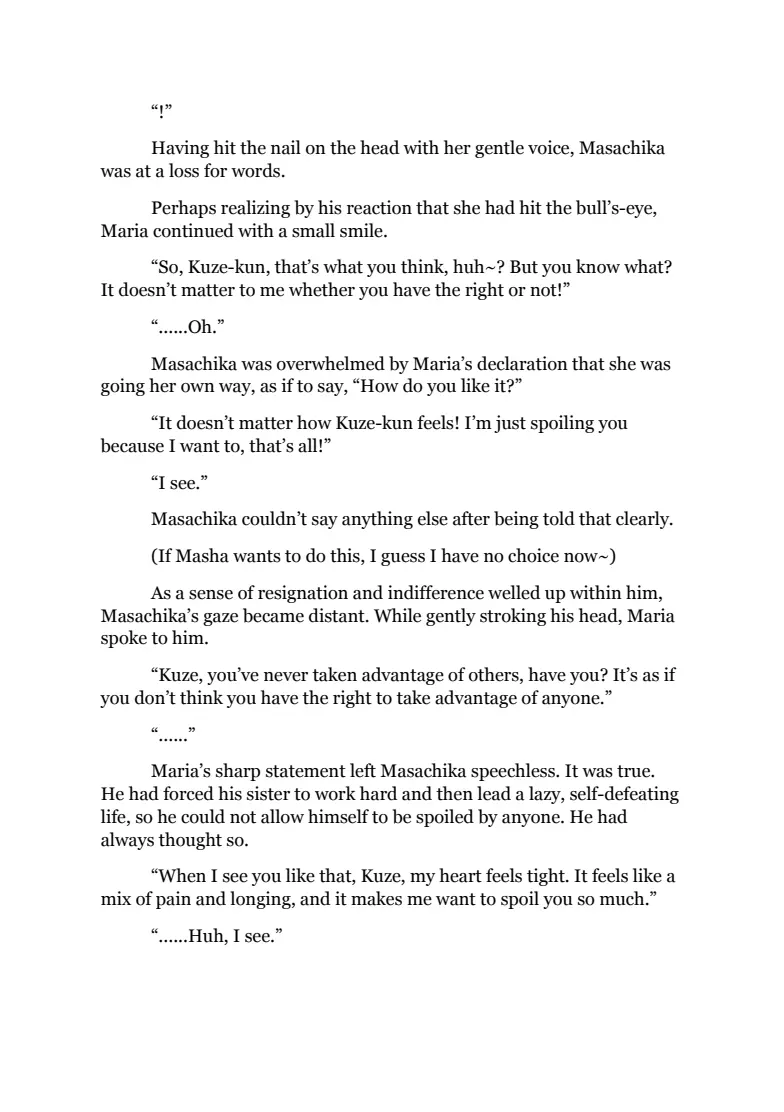 “!”
Having hit the nail on the head with her gentle voice, Masachika
was at a loss for words.
Perhaps realizing by his reaction that she had hit the bull’s-eye,
Maria continued with a small smile.
“So, Kuze-kun, that’s what you think, huh~? But you know what?
It doesn’t matter to me whether you have the right or not!”
“......Oh.”
Masachika was overwhelmed by Maria’s declaration that she was
going her own way, as if to say, “How do you like it?”
“It doesn’t matter how Kuze-kun feels! I’m just spoiling you
because I want to, that’s all!”
“I see.”
Masachika couldn’t say anything else after being told that clearly.
(If Masha wants to do this, I guess I have no choice now~)
As a sense of resignation and indifference welled up within him,
Masachika’s gaze became distant. While gently stroking his head, Maria
spoke to him.
“Kuze, you’ve never taken advantage of others, have you? It’s as if
you don’t think you have the right to take advantage of anyone.”
“......”
Maria’s sharp statement left Masachika speechless. It was true.
He had forced his sister to work hard and then lead a lazy, self-defeating
life, so he could not allow himself to be spoiled by anyone. He had
always thought so.
“When I see you like that, Kuze, my heart feels tight. It feels like a
mix of pain and longing, and it makes me want to spoil you so much.”
“......Huh, I see.”